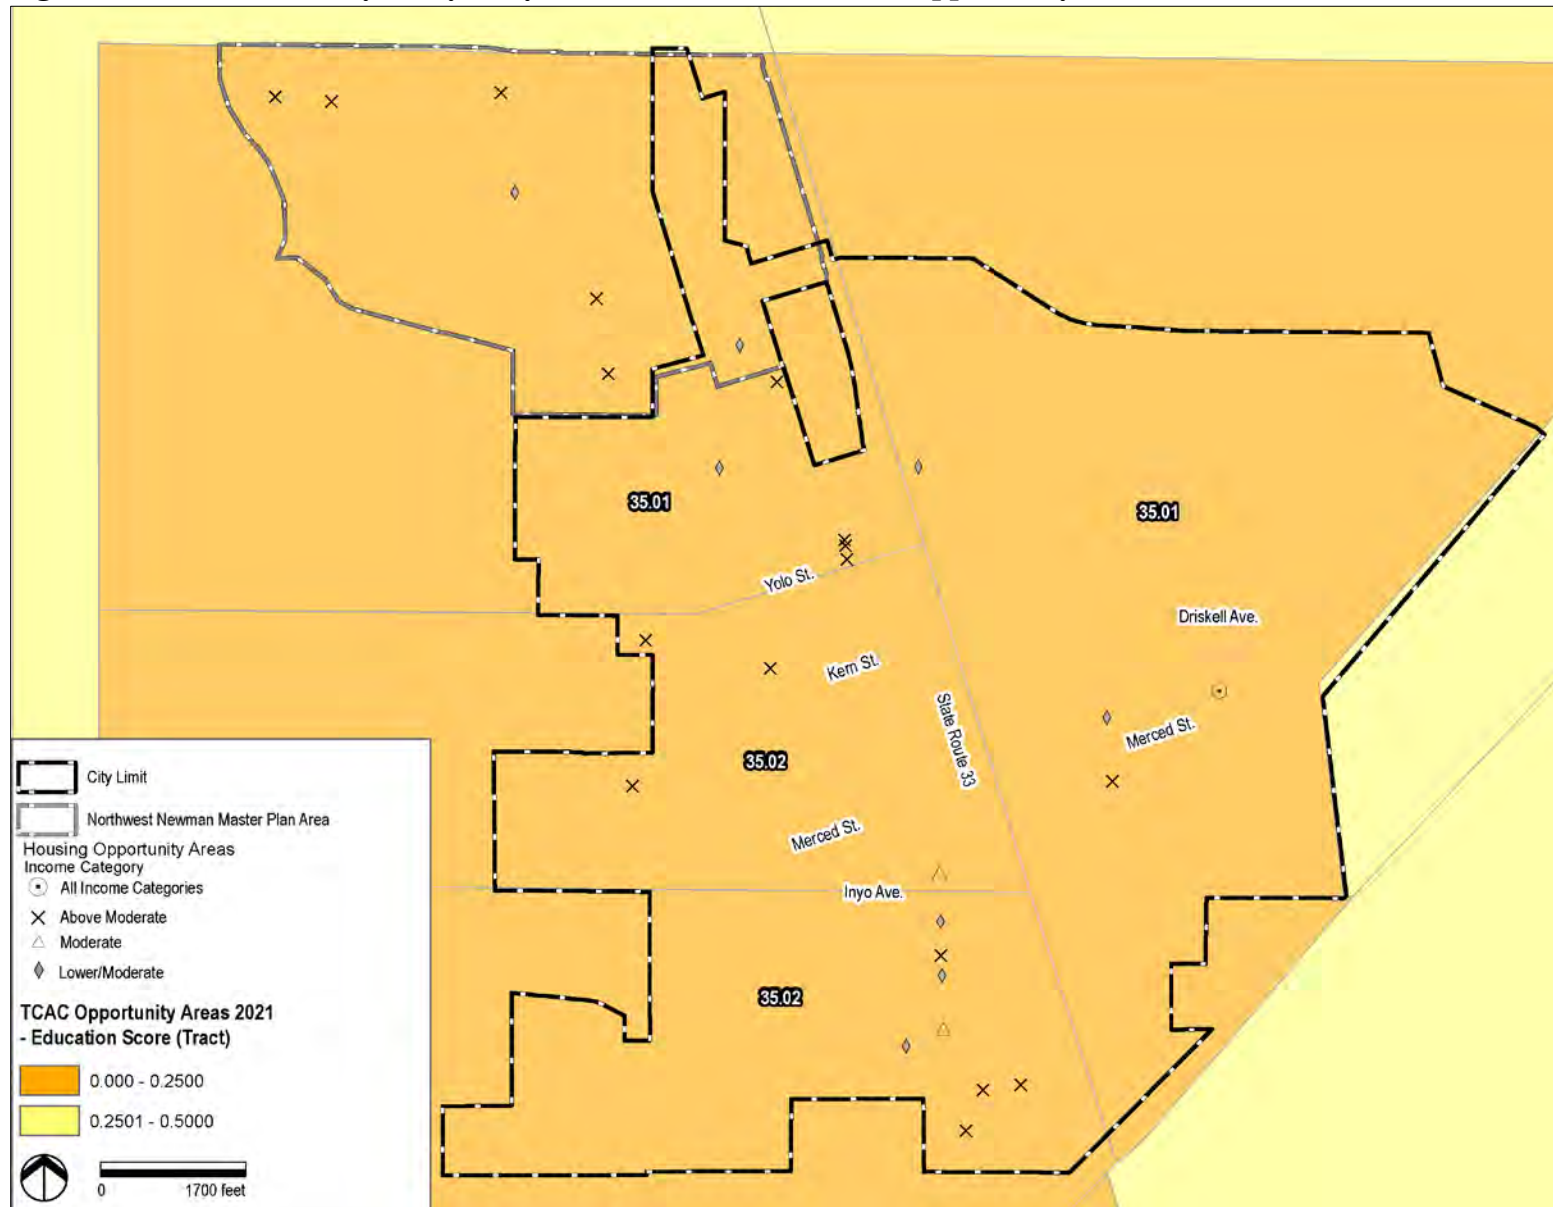 35.01
35.01
Yolo St.
Driskell Ave.
Kern St.
State Route 33
Merced St.
35.02
Merced St.
Inyo Ave.
35.02
City Limit
Northwest Newman Master Plan Area
Housing Opportunity Areas
Income Category
All Income Categories
Above Moderate
Moderate
Lower/Moderate
TCAC Opportunity Areas 2021
- Education Score (Tract)
0.000 - 0.2500
0.2501 - 0.5000
0 1700 feet